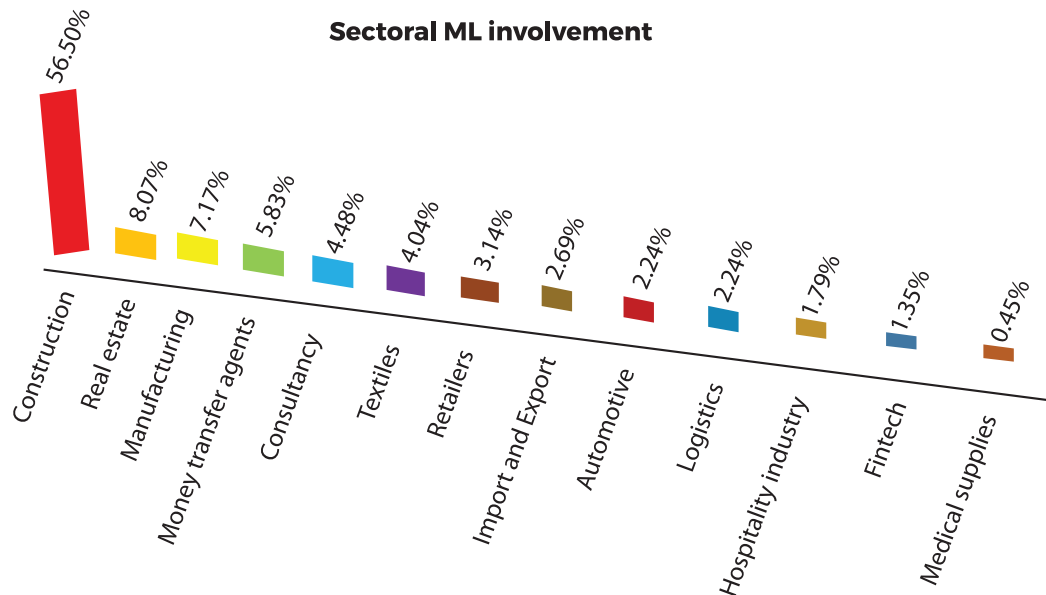 Sectoral ML involvement
56.50%
8.07%
7.17%
5.83%
4.48%
4.04%
3.14%
2.69%
2.24%
2.24%
1.79%
1.35%
0.45%
Construction
Real estate
Manufacturing
Money transfer agents
Consultancy
Textiles
Retailers
Import and Export
Automotive
Logistics
Hospitality industry
Fintech
Medical supplies